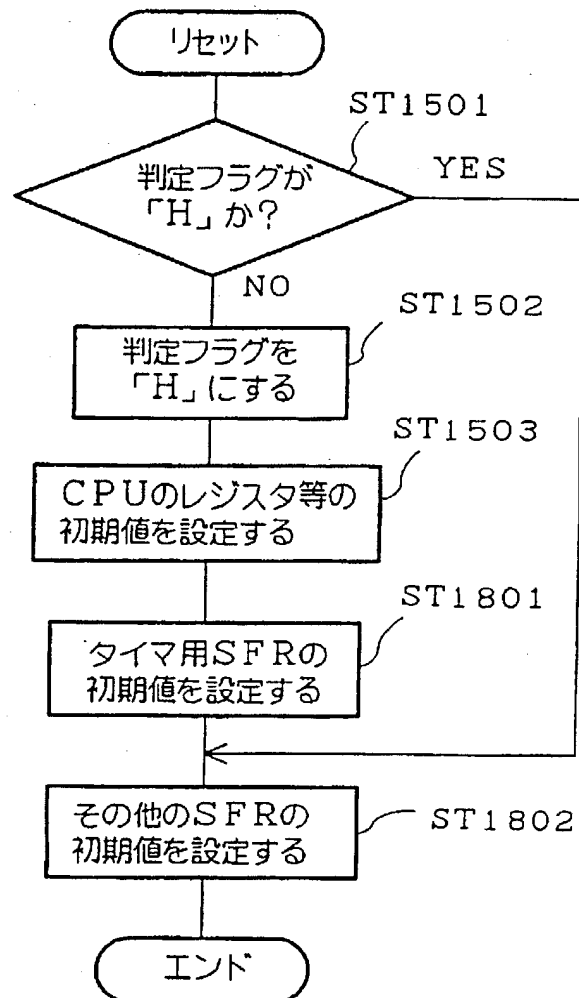 リセット
ST1501
判定フラグが
「H」か?
YES
NO
ST1502
判定フラグを
「H」にする
ST1503
CPUのレジスタ等の
初期値を設定する
ST1801
タイマ用SFRの
初期値を設定する
その他のSFRの
初期値を設定する
ST1802
エンド